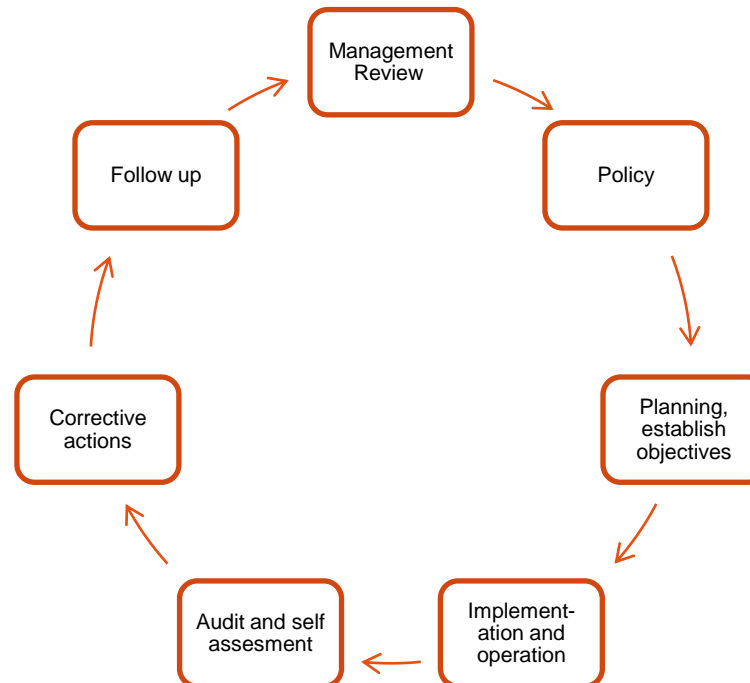 Management
Review
Policy
Planning,
establish
objectives
Implement-
ation and
operation
Audit and self
assesment
Corrective
actions
Follow up